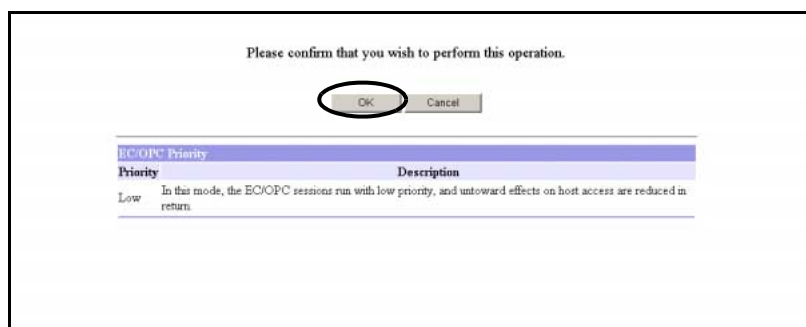 Please confirm that you wish to perform this operation.
OK Cancel
EC/OPC Priority
Priority Description
Low In this mode, the EC/OPC sessions run with low priority, and untoward effects on host access are reduced in
return.